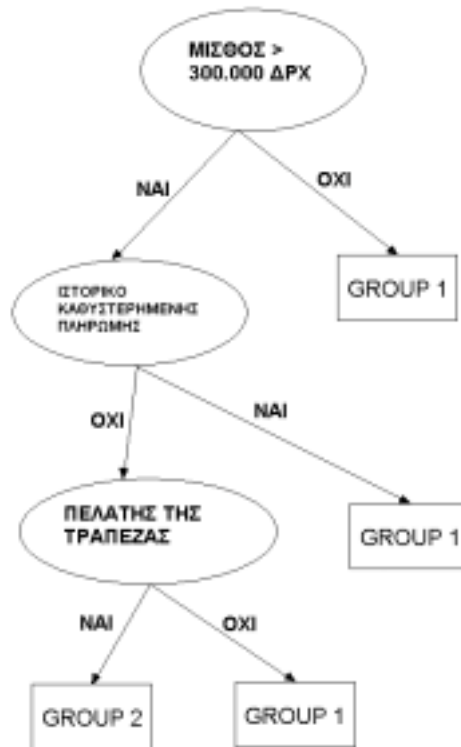 ΜΙΣΘΟΣ >
300.000 ΔΡΧ
ΝΑΙ
ΟΧΙ
ΙΣΤΟΡΙΚΟ
ΚΑΘΥΣΤΕΡΗΜΕΝΗΣ
ΠΛΗΡΩΜΗΣ
GROUP 1
ΟΧΙ
ΝΑΙ
ΠΕΛΑΤΗΣ ΤΗΣ
ΤΡΑΠΕΖΑΣ
GROUP 1
ΝΑΙ
ΟΧΙ
GROUP 2
GROUP 1